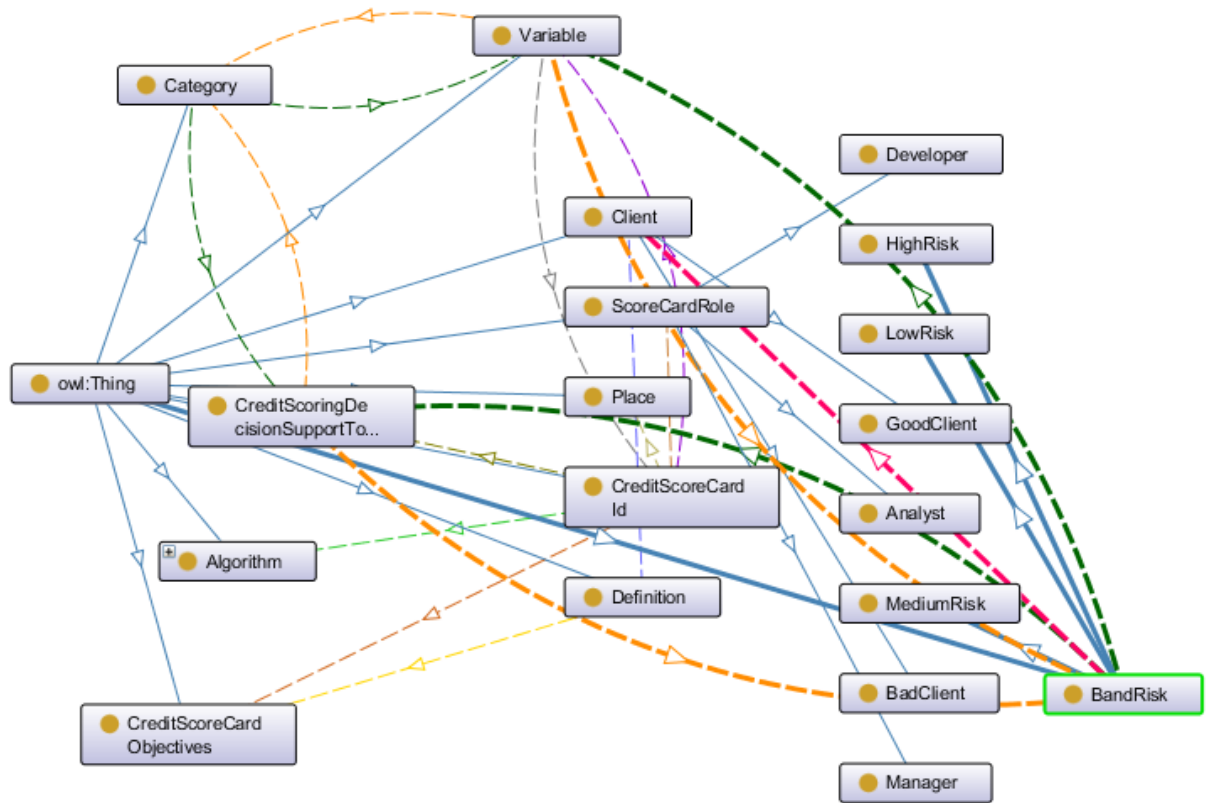 Variable
Category
Developer
Client
HighRisk
ScoreCardRole
LowRisk
owl:Thing
CreditScoringDe
cisionSupportTo...
Place
GoodClient
CreditScoreCard
Id
Analyst
Algorithm
Definition
MediumRisk
BadClient
BandRisk
CreditScoreCard
Objectives
Manager